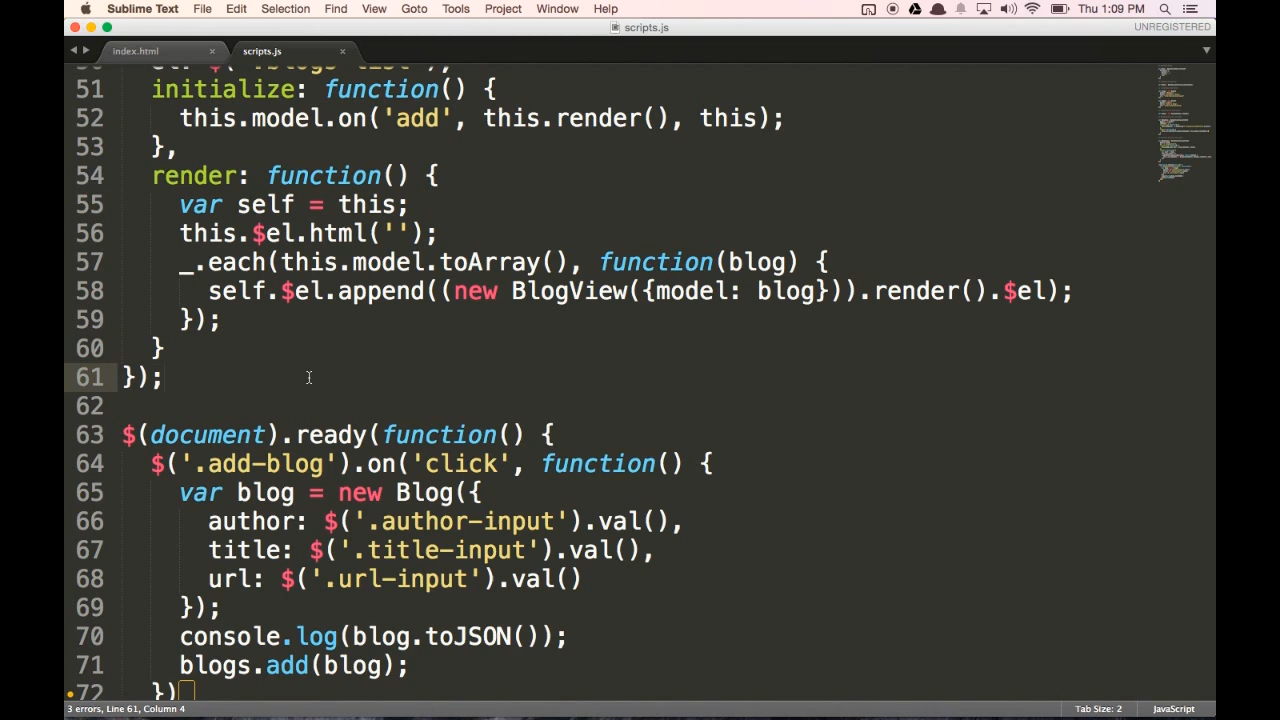 Sublime Text File Edit Selection Find View Goto Tools Project Window Help Thu 1:09 PM
scripts.js UNREGISTERED
index.html × scripts.js ×
51 initialize: function() {
52 this.model.on('add', this.render(), this);
53 },
54 render: function() {
55 var self = this;
56 this.$el.html('');
57 _.each(this.model.toArray(), function(blog) {
58 self.$el.append((new BlogView({model: blog})).render().$el);
59 });
60 }
61 });
62
63 $(document).ready(function() {
64 $('.add-blog').on('click', function() {
65 var blog = new Blog({
66 author: $('.author-input').val(),
67 title: $('.title-input').val(),
68 url: $('.url-input').val()
69 });
70 console.log(blog.toJSON());
71 blogs.add(blog);
72 })
3 errors, Line 61, Column 4 Tab Size: 2 JavaScript